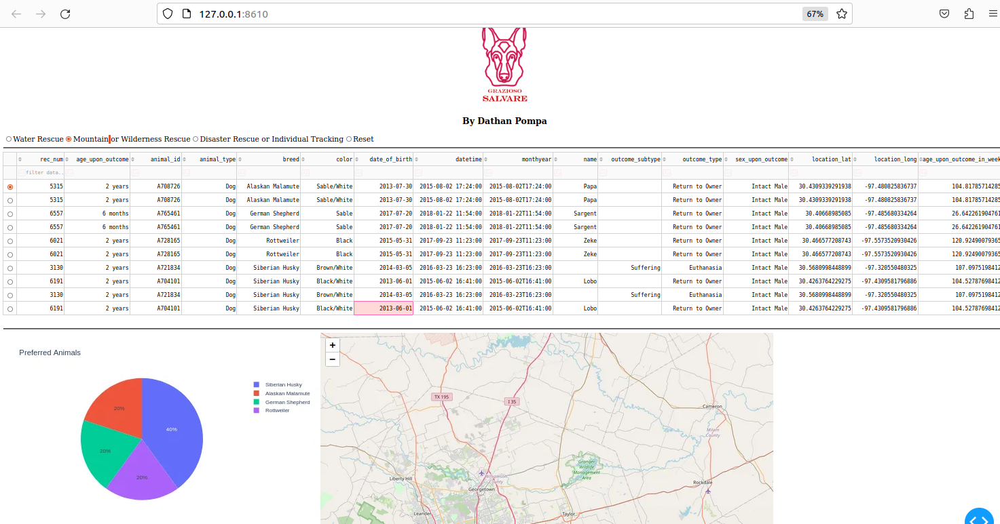 127.0.0.1:8610 67%
GRAZIOSO
SALVARE
By Dathan Pompa
Water Rescue Mountain or Wilderness Rescue Disaster Rescue or Individual Tracking Reset
rec_num age_upon_outcome animal_id animal_type breed color date_of_birth datetime monthyear name outcome_subtype outcome_type sex_upon_outcome location_lat location_long age_upon_outcome_in_week
filter data..
5315 2 years A708726 Dog Alaskan Malamute Sable/White 2013-07-30 2015-08-02 17:24:00 2015-08-02T17:24:00 Papa Return to Owner Intact Male 30.4309339291938 -97.480825836737 104.81785714285
5315 2 years A708726 Dog Alaskan Malamute Sable/White 2013-07-30 2015-08-02 17:24:00 2015-08-02T17:24:00 Papa Return to Owner Intact Male 30.4309339291938 -97.480825836737 104.81785714285
6557 6 months A765461 Dog German Shepherd Sable 2017-07-20 2018-01-22 11:54:00 2018-01-22T11:54:00 Sargent Return to Owner Intact Male 30.40668985085 -97.485680334264 26.642261904761
6557 6 months A765461 Dog German Shepherd Sable 2017-07-20 2018-01-22 11:54:00 2018-01-22T11:54:00 Sargent Return to Owner Intact Male 30.40668985085 -97.485680334264 26.642261904761
6021 2 years A728165 Dog Rottweiler Black 2015-05-31 2017-09-23 11:23:00 2017-09-23T11:23:00 Zeke Return to Owner Intact Male 30.466577208743 -97.5573520930426 120.92490079365
6021 2 years A728165 Dog Rottweiler Black 2015-05-31 2017-09-23 11:23:00 2017-09-23T11:23:00 Zeke Return to Owner Intact Male 30.466577208743 -97.5573520930426 120.92490079365
3130 2 years A721834 Dog Siberian Husky Brown/White 2014-03-05 2016-03-23 16:23:00 2016-03-23T16:23:00 Suffering Euthanasia Intact Male 30.5680998448899 -97.320550480325 107.0975198412
6191 2 years A704101 Dog Siberian Husky Black/White 2013-06-01 2015-06-02 16:41:00 2015-06-02T16:41:00 Lobo Return to Owner Intact Male 30.4263764229275 -97.4309581796886 104.52787698412
3130 2 years A721834 Dog Siberian Husky Brown/White 2014-03-05 2016-03-23 16:23:00 2016-03-23T16:23:00 Suffering Euthanasia Intact Male 30.5680998448899 -97.320550480325 107.0975198412
6191 2 years A704101 Dog Siberian Husky Black/White 2013-06-01 2015-06-02 16:41:00 2015-06-02T16:41:00 Lobo Return to Owner Intact Male 30.4263764229275 -97.4309581796886 104.52787698412
Preferred Animals
Siberian Husky
Alaskan Malamute
German Shepherd
Rottweiler
40%
20%
20%
20%
+
−
TX 195
I 35
Cameron
Milam
County
Granger
Wildlife
Management
Area
Liberty Hill
Williamson
County
Georgetown
Rockdale
Leander
Taylor